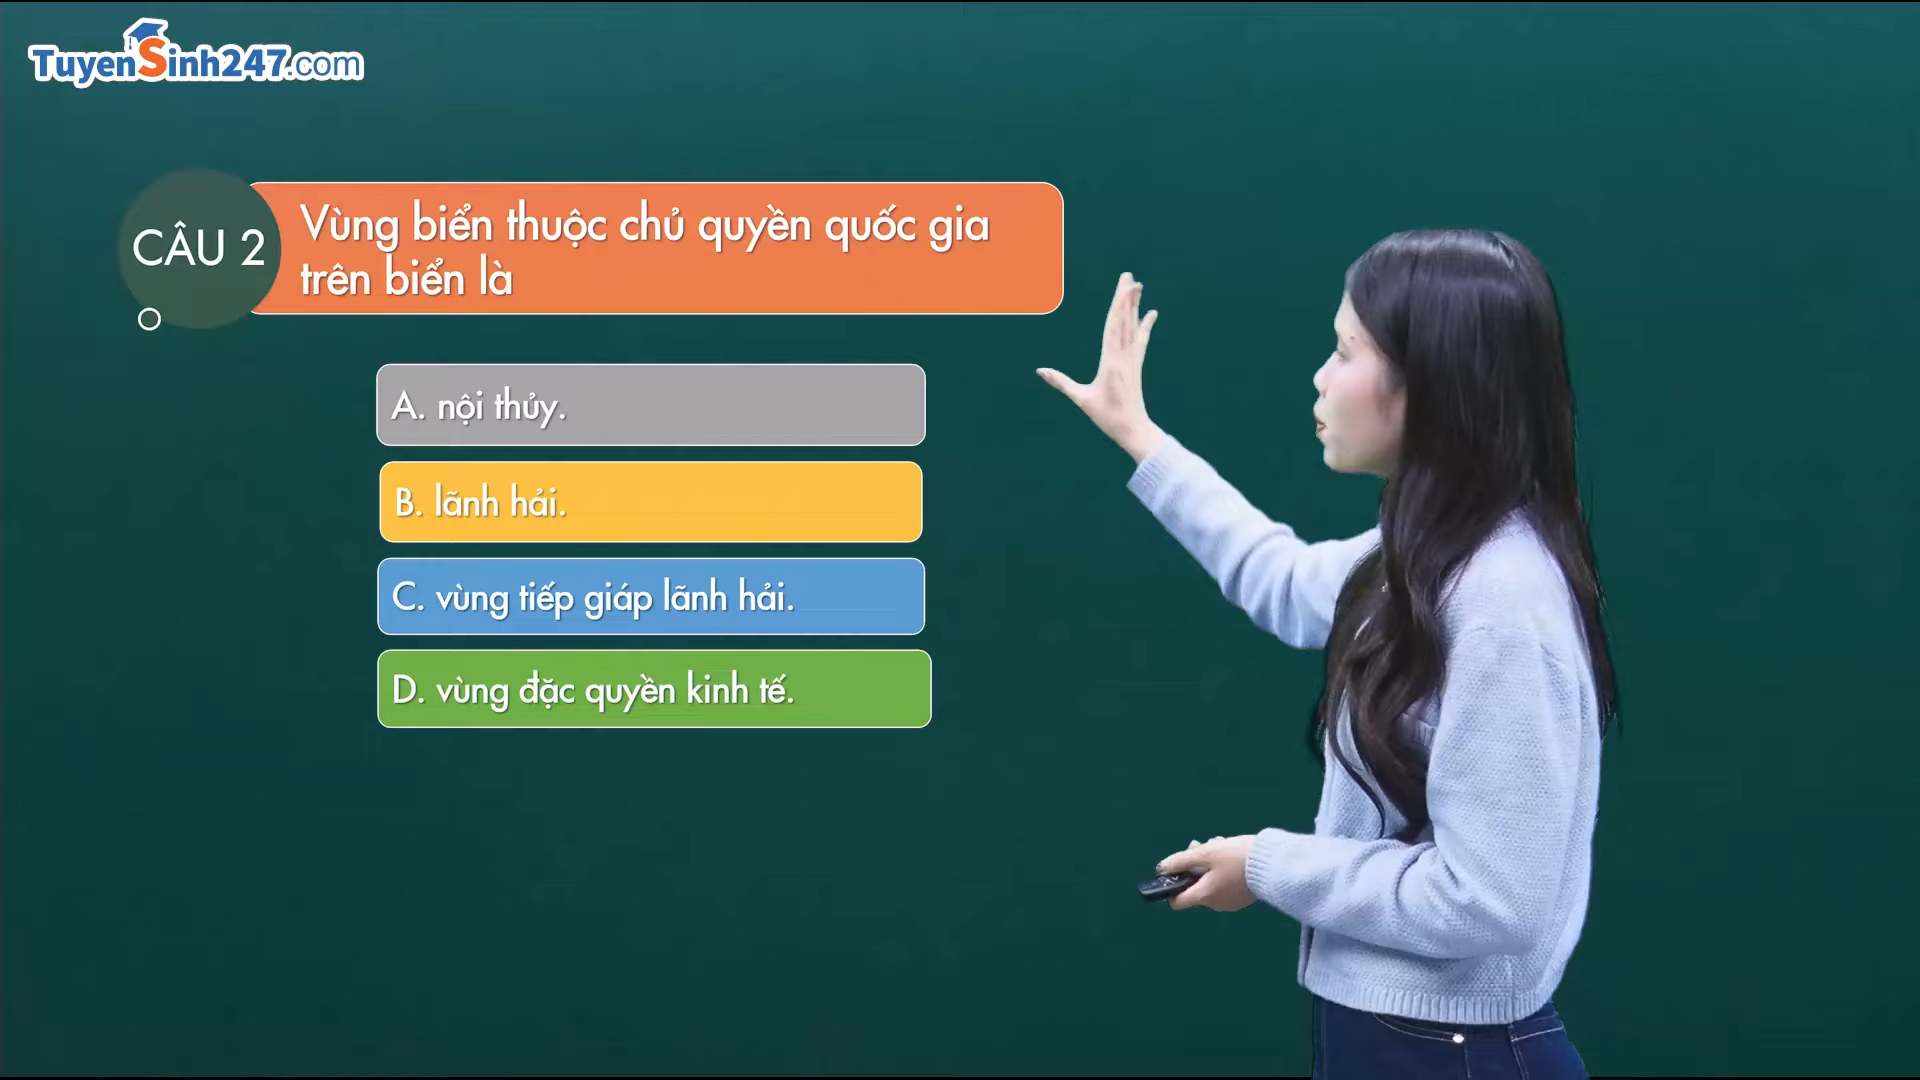 TuyenSinh247.com
CÂU 2
Vùng biển thuộc chủ quyền quốc gia
trên biển là
A. nội thủy.
B. lãnh hải.
C. vùng tiếp giáp lãnh hải.
D. vùng đặc quyền kinh tế.